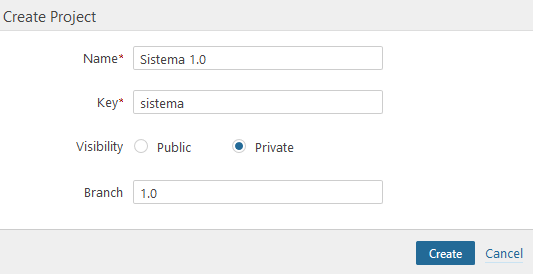 Create Project
Name* Sistema 1.0
Key* sistema
Visibility Public Private
Branch 1.0
Create Cancel